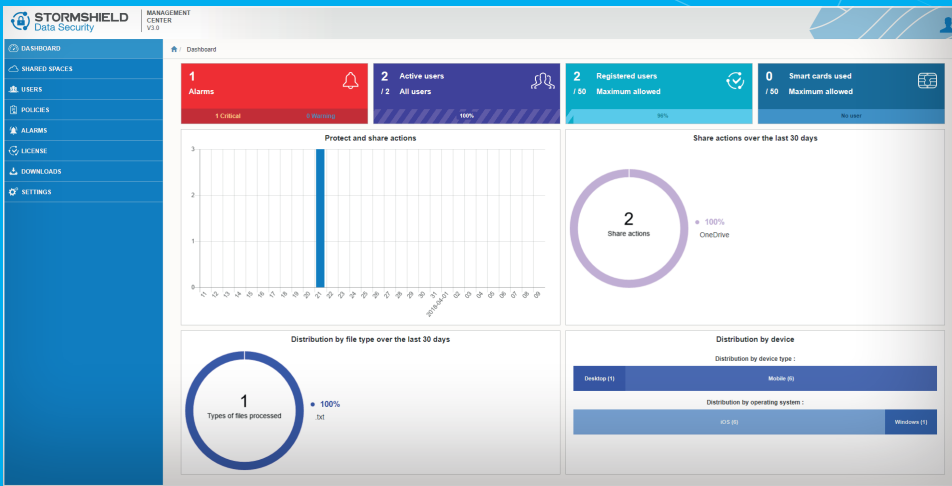 STORMSHIELD
Data Security
MANAGEMENT
CENTER
V3.0
DASHBOARD
SHARED SPACES
USERS
POLICIES
ALARMS
LICENSE
DOWNLOADS
SETTINGS
/ Dashboard
1
Alarms
1 Critical
0 Warning
2 Active users
/ 2 All users
100%
2 Registered users
/ 50 Maximum allowed
96%
0 Smart cards used
/ 50 Maximum allowed
No user
Protect and share actions
3
2
1
0
11 12 13 14 15 16 17 18 19 20 21 22 23 24 25 26 27 28 29 30 31 2018-04-01 02 03 04 05 06 07 08 09
Share actions over the last 30 days
2
Share actions
100%
OneDrive
Distribution by file type over the last 30 days
1
Types of files processed
100%
.txt
Distribution by device
Distribution by device type :
Desktop (1)
Mobile (6)
Distribution by operating system :
iOS (6)
Windows (1)